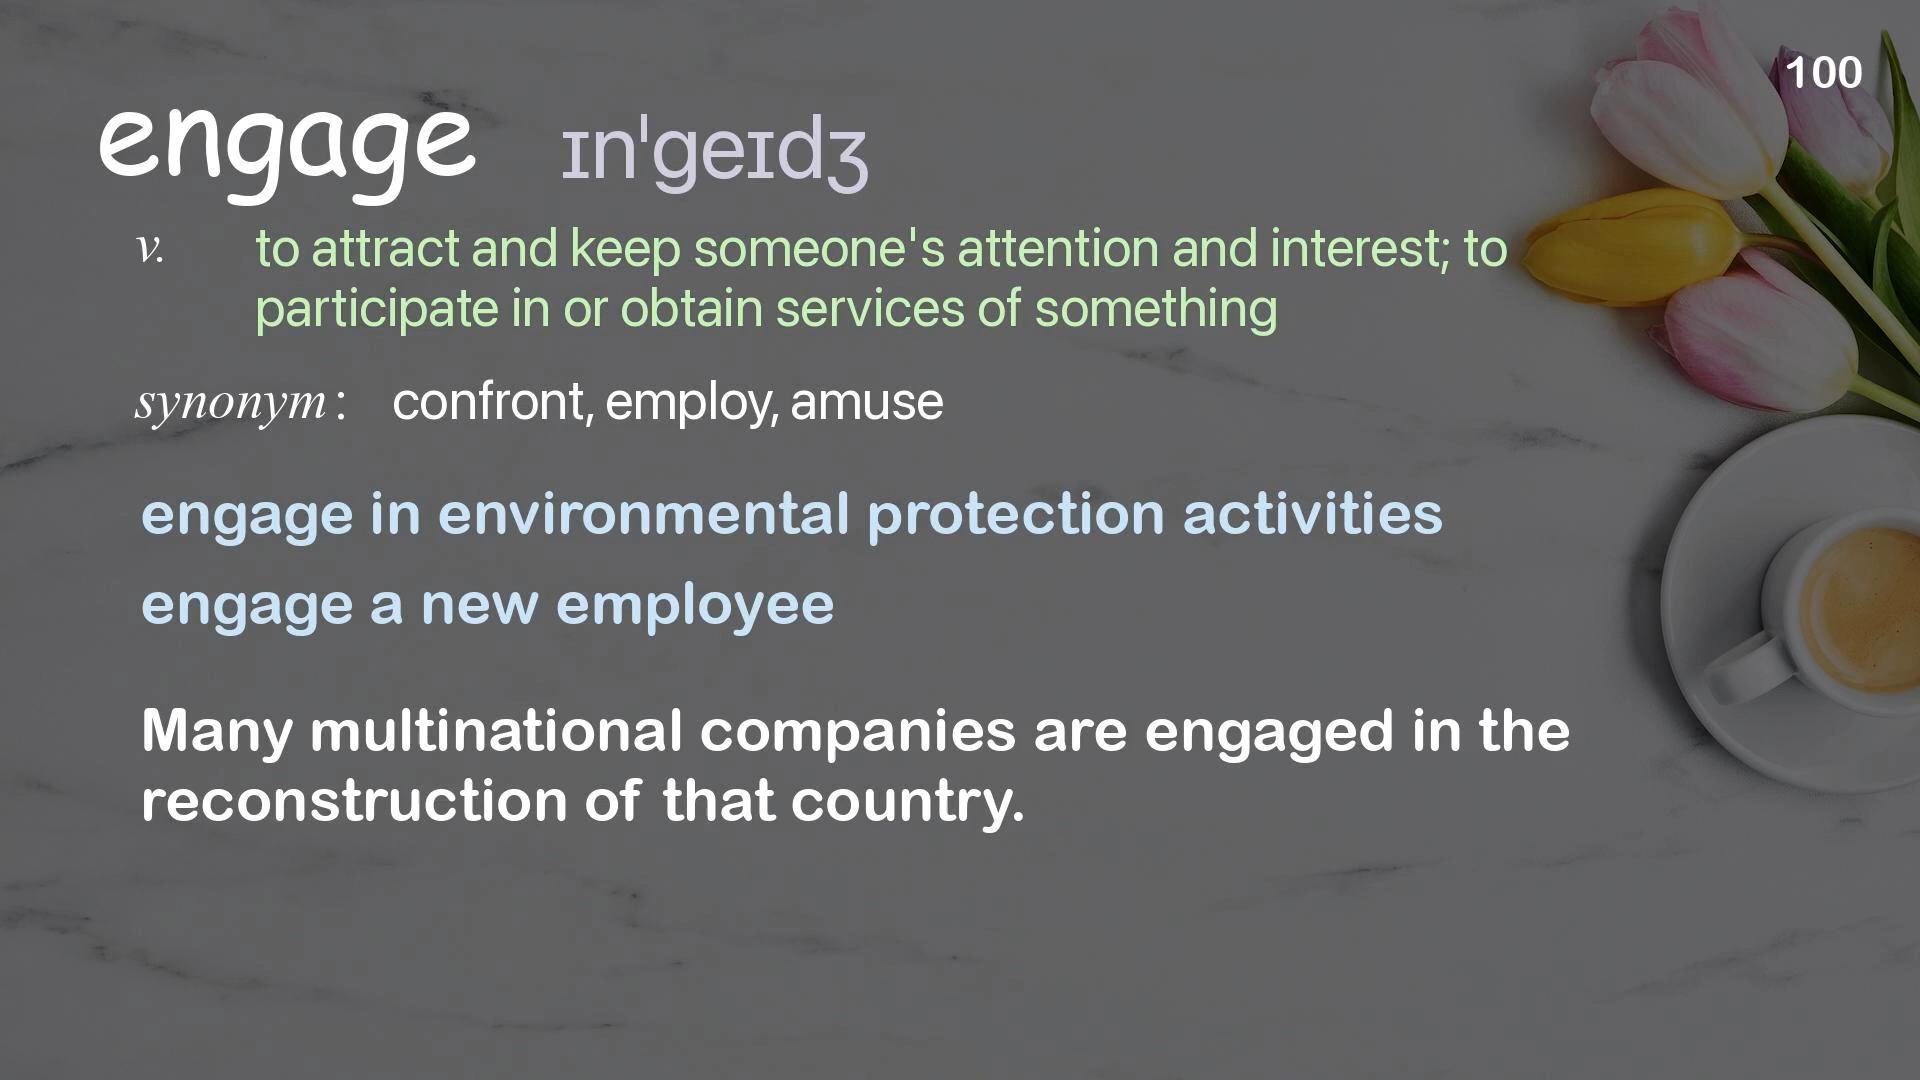 100
engage ɪnˈgeɪdʒ
v. to attract and keep someone's attention and interest; to
participate in or obtain services of something
synonym: confront, employ, amuse
engage in environmental protection activities
engage a new employee
Many multinational companies are engaged in the
reconstruction of that country.